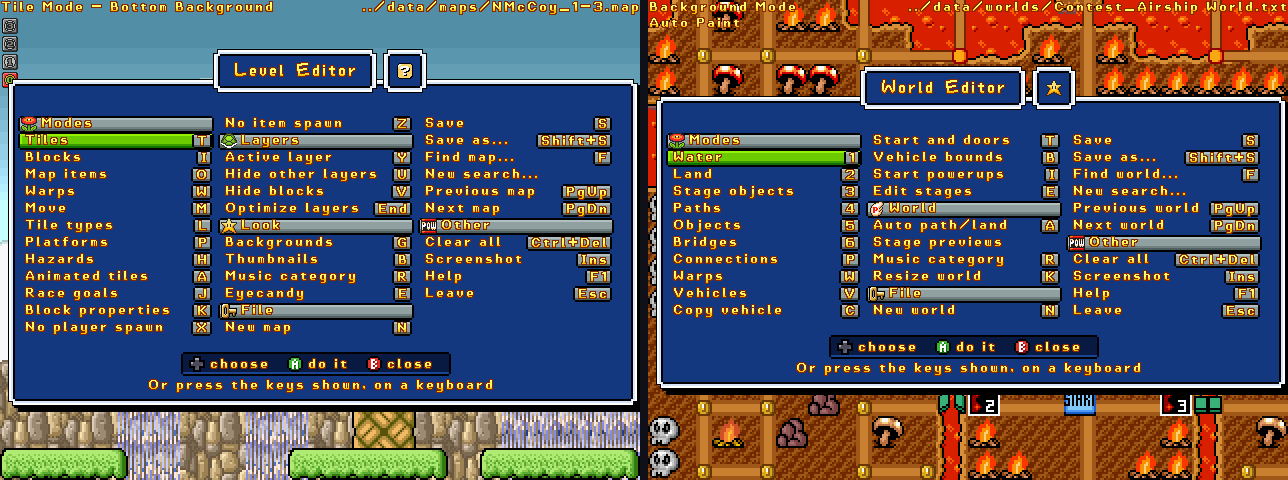 Tile Mode - Bottom Background
../data/maps/NMcCoy_1-3.map
Level Editor
?
Modes
Tiles T
Blocks I
Map items O
Warps W
Move M
Tile types L
Platforms P
Hazards H
Animated tiles A
Race goals J
Block properties K
No player spawn X
No item spawn Z
Layers
Active layer Y
Hide other layers U
Hide blocks V
Optimize layers End
Look
Backgrounds G
Thumbnails B
Music category R
Eyecandy E
File
New map N
Save S
Save as... Shift+S
Find map... F
New search...
Previous map PgUp
Next map PgDn
POW Other
Clear all Ctrl+Del
Screenshot Ins
Help F1
Leave Esc
choose A do it B close
Or press the keys shown, on a keyboard
Background Mode
../data/worlds/Contest_Airship World.txt
Auto Paint
World Editor
Modes
Water 1
Land 2
Stage objects 3
Paths 4
Objects 5
Bridges 6
Connections P
Warps W
Vehicles V
Copy vehicle C
Start and doors T
Vehicle bounds B
Start powerups I
Edit stages E
World
Auto path/land A
Stage previews
Music category R
Resize world K
File
New world N
Save S
Save as... Shift+S
Find world... F
New search...
Previous world PgUp
Next world PgDn
POW Other
Clear all Ctrl+Del
Screenshot Ins
Help F1
Leave Esc
choose A do it B close
Or press the keys shown, on a keyboard
2
START
3